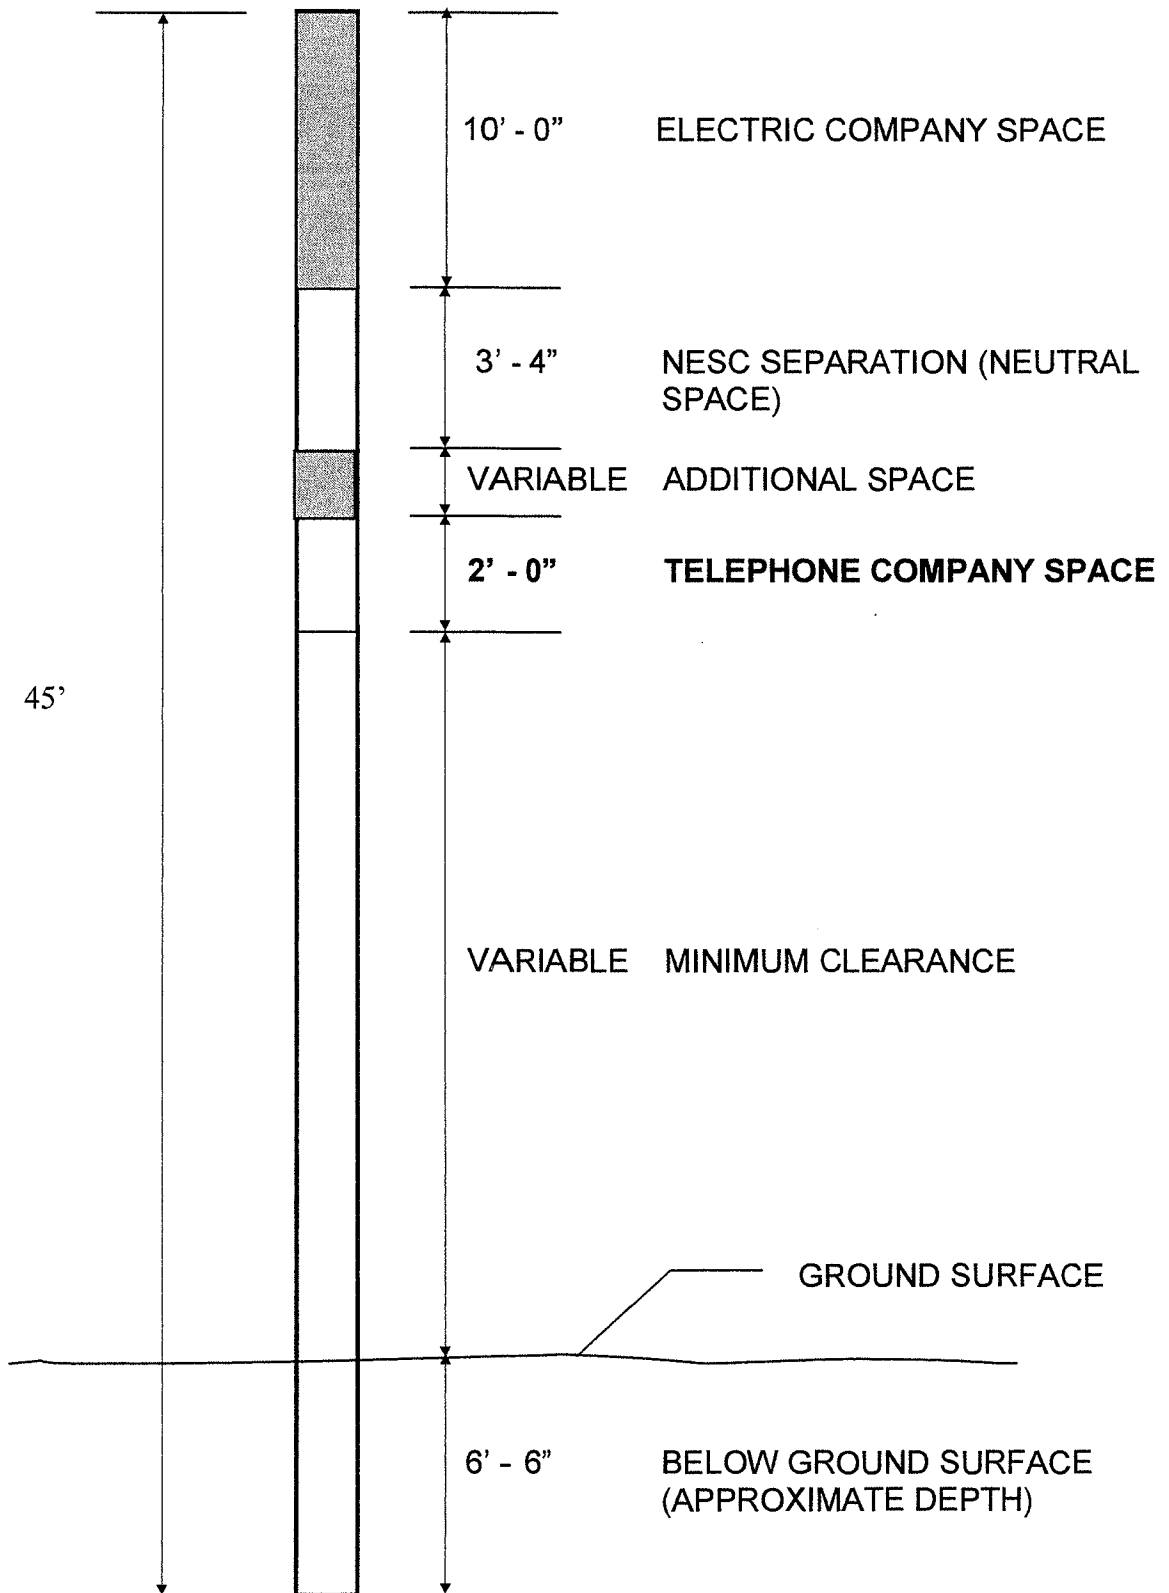 10’ - 0” ELECTRIC COMPANY SPACE
3’ - 4” NESC SEPARATION (NEUTRAL
SPACE)
VARIABLE ADDITIONAL SPACE
2’ - 0” TELEPHONE COMPANY SPACE
45’
VARIABLE MINIMUM CLEARANCE
GROUND SURFACE
6’ - 6” BELOW GROUND SURFACE
(APPROXIMATE DEPTH)